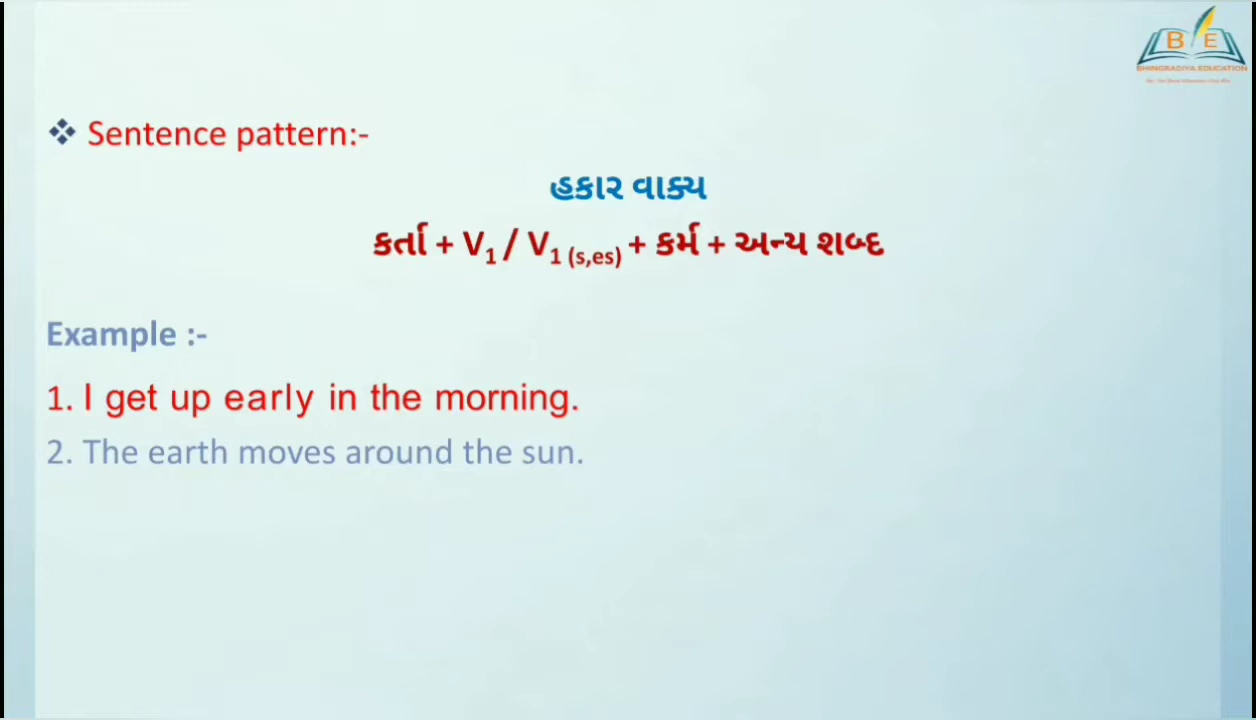 B E
BHINGRADIYA EDUCATION
❖ Sentence pattern:-
હકાર વાક્ય
કર્તા + V1 / V1 (s,es) + કર્મ + અન્ય શબ્દ
Example :-
1. I get up early in the morning.
2. The earth moves around the sun.